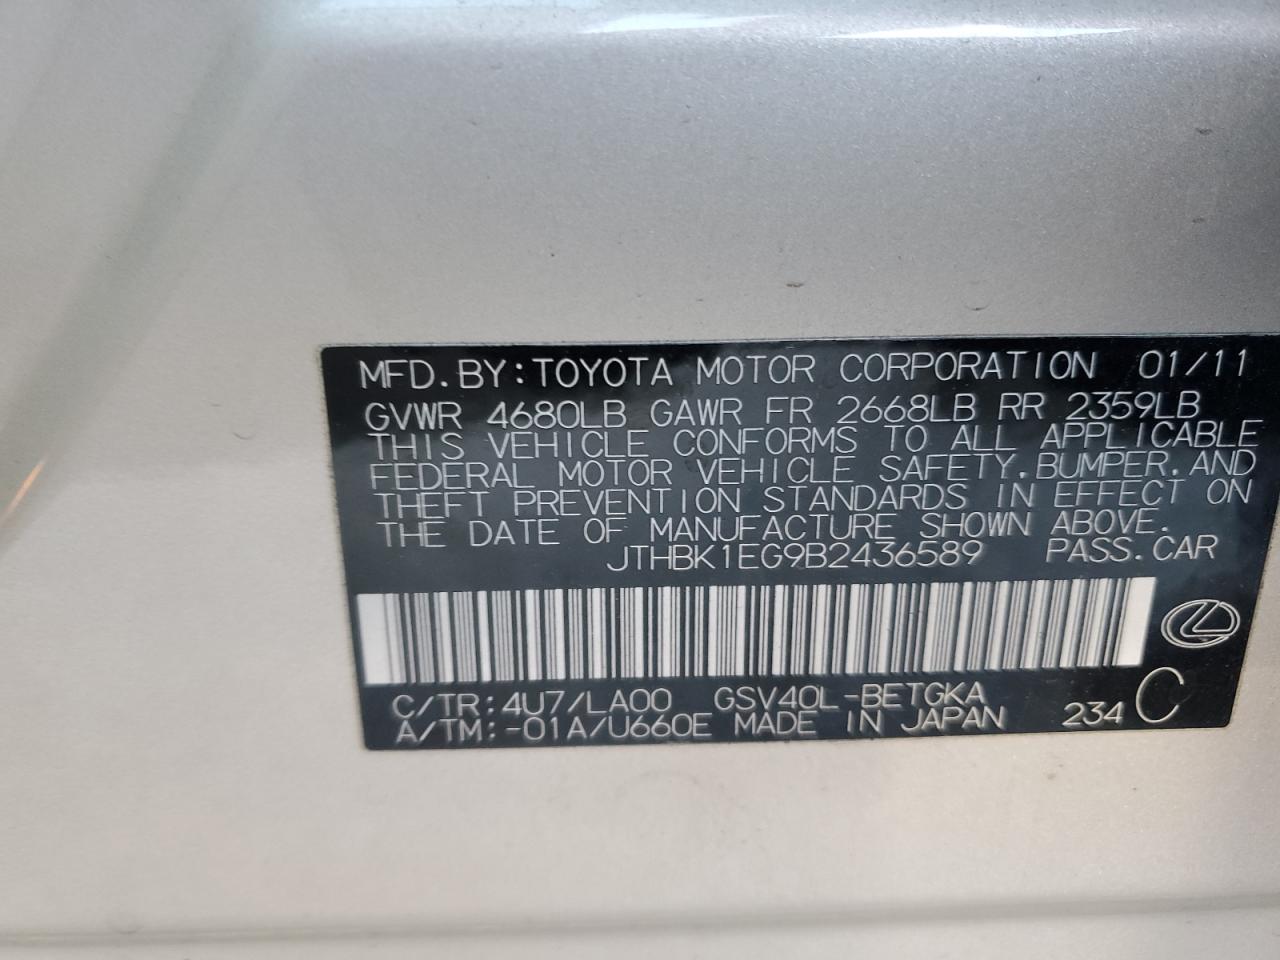 MFD.BY:TOYOTA MOTOR CORPORATION 01/11
GVWR 4680LB GAWR FR 2668LB RR 2359LB
THIS VEHICLE CONFORMS TO ALL APPLICABLE
FEDERAL MOTOR VEHICLE SAFETY,BUMPER,AND
THEFT PREVENTION STANDARDS IN EFFECT ON
THE DATE OF MANUFACTURE SHOWN ABOVE.
JTHBK1EG9B2436589 PASS.CAR
C/TR:4U7/LA00 GSV40L-BETGKA
A/TM:-01A/U660E MADE IN JAPAN 234 C